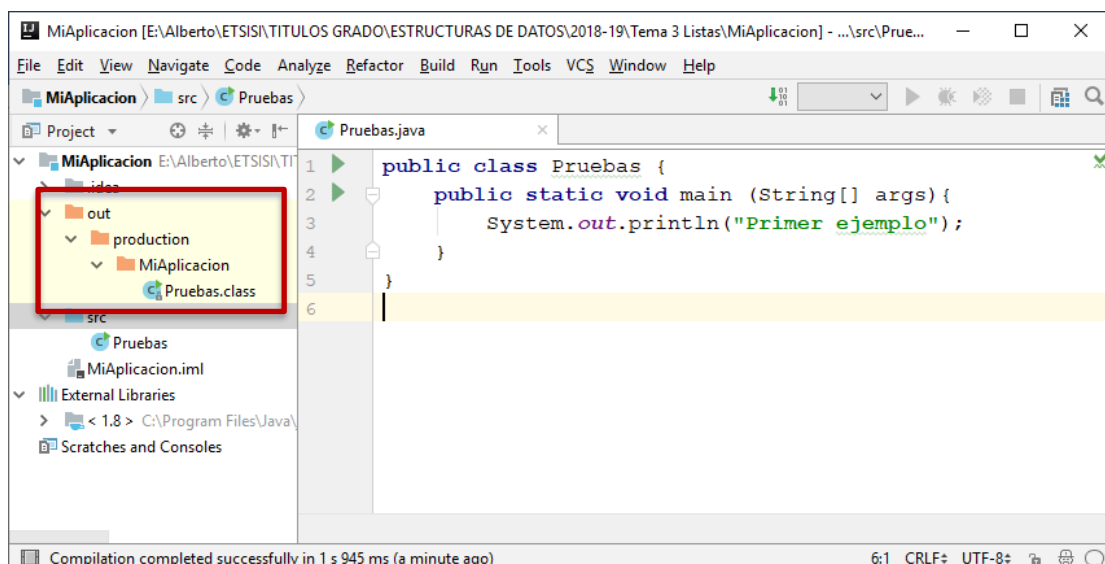 MiAplicacion [E:\Alberto\ETSISI\TITULOS GRADO\ESTRUCTURAS DE DATOS\2018-19\Tema 3 Listas\MiAplicacion] - ...\src\Prue...
File Edit View Navigate Code Analyze Refactor Build Run Tools VCS Window Help
MiAplicacion src Pruebas
Project
Pruebas.java
MiAplicacion E:\Alberto\ETSISI\TIT
.idea
out
production
MiAplicacion
Pruebas.class
src
Pruebas
MiAplicacion.iml
External Libraries
< 1.8 > C:\Program Files\Java\
Scratches and Consoles
1 public class Pruebas {
2 public static void main (String[] args){
3 System.out.println("Primer ejemplo");
4 }
5 }
6
Compilation completed successfully in 1 s 945 ms (a minute ago) 6:1 CRLF UTF-8